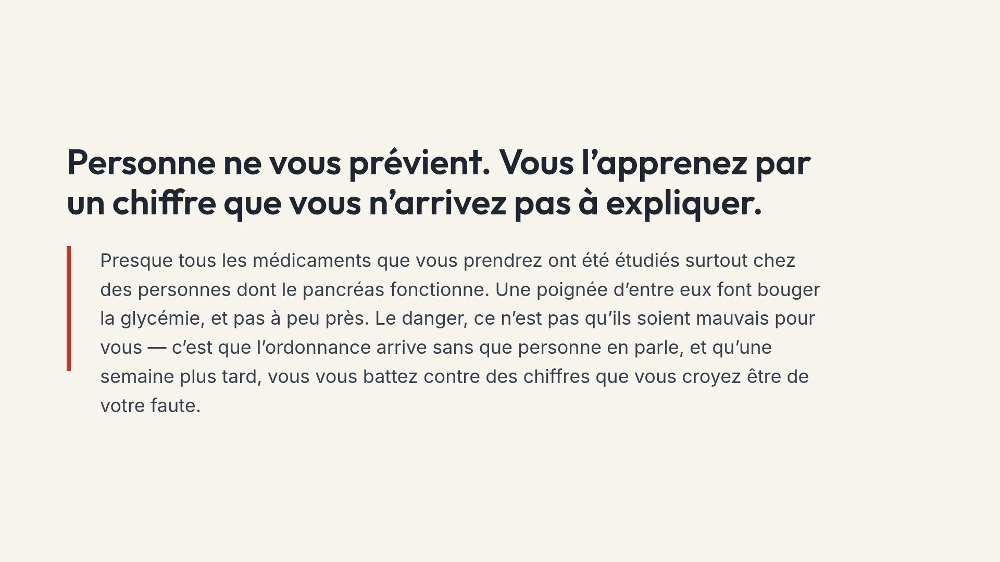 Personne ne vous prévient. Vous l’apprenez par
un chiffre que vous n’arrivez pas à expliquer.
Presque tous les médicaments que vous prendrez ont été étudiés surtout chez
des personnes dont le pancréas fonctionne. Une poignée d’entre eux font bouger
la glycémie, et pas à peu près. Le danger, ce n’est pas qu’ils soient mauvais pour
vous — c’est que l’ordonnance arrive sans que personne en parle, et qu’une
semaine plus tard, vous vous battez contre des chiffres que vous croyez être de
votre faute.